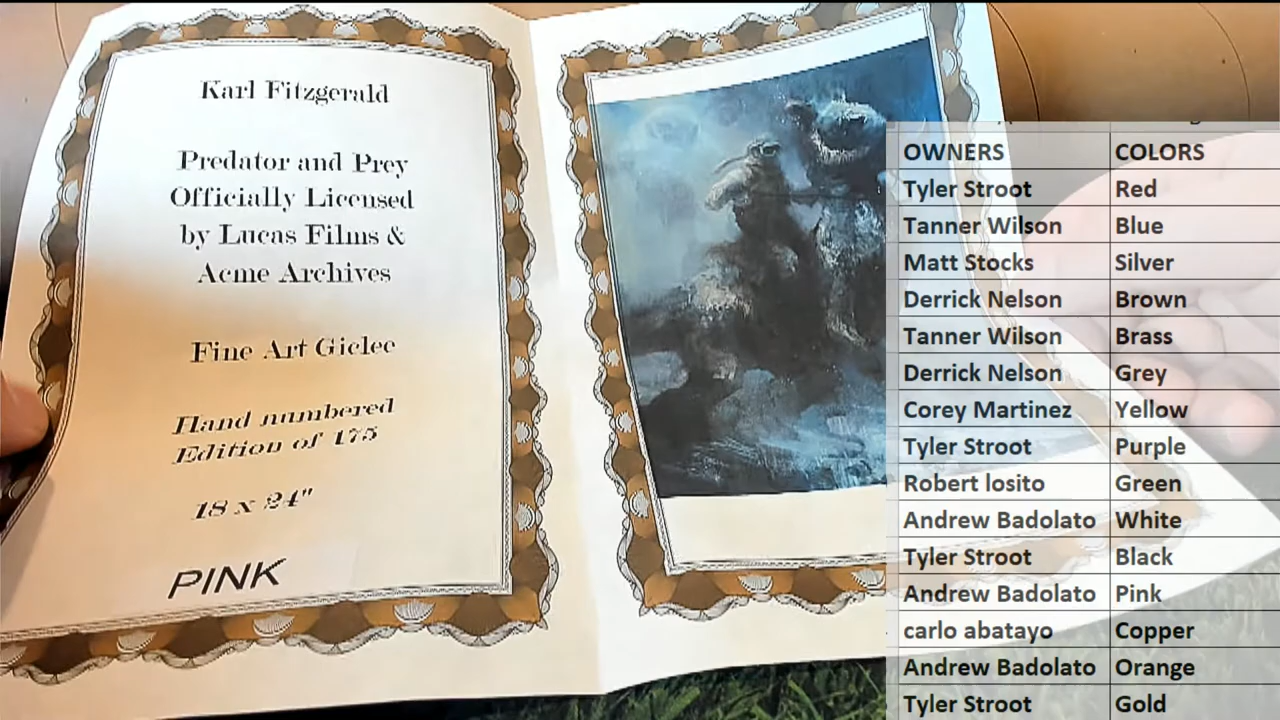 Karl Fitzgerald
Predator and Prey
Officially Licensed
by Lucas Films &
Acme Archives
Fine Art Giclee
Hand numbered
Edition of 175
18 x 24"
PINK
OWNERS COLORS
Tyler Stroot Red
Tanner Wilson Blue
Matt Stocks Silver
Derrick Nelson Brown
Tanner Wilson Brass
Derrick Nelson Grey
Corey Martinez Yellow
Tyler Stroot Purple
Robert losito Green
Andrew Badolato White
Tyler Stroot Black
Andrew Badolato Pink
carlo abatayo Copper
Andrew Badolato Orange
Tyler Stroot Gold